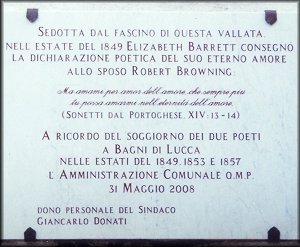 SEDOTTA DAL FASCINO DI QUESTA VALLATA,
NELL'ESTATE DEL 1849 ELIZABETH BARRETT CONSEGNÒ
LA DICHIARAZIONE POETICA DEL SUO ETERNO AMORE
ALLO SPOSO ROBERT BROWNING:
Ma amami per amor dell'amore, che sempre più
tu possa amarmi nell'eternità dell'amore.
(SONETTI DAL PORTOGHESE, XIV: 13-14)
A RICORDO DEL SOGGIORNO DEI DUE POETI
A BAGNI DI LUCCA
NELLE ESTATI DEL 1849, 1853 E 1857
L'AMMINISTRAZIONE COMUNALE Q.M.P.
31 MAGGIO 2008
DONO PERSONALE DEL SINDACO
GIANCARLO DONATI